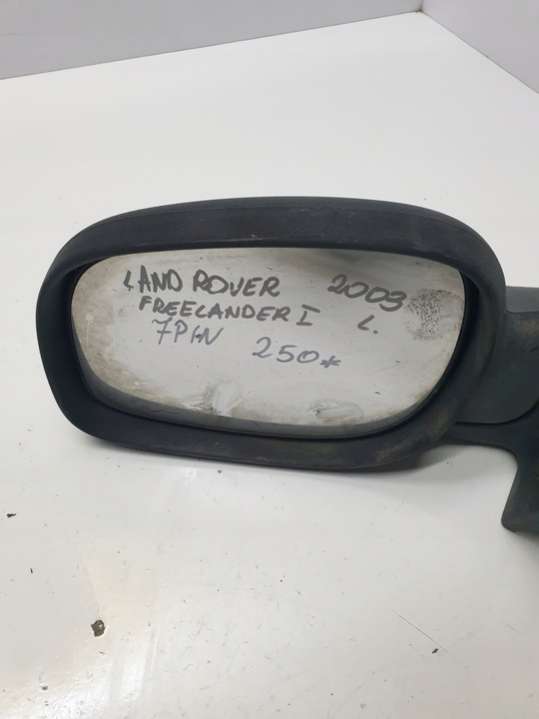 LAND ROVER 2003
FREELANDER I L.
7PIN 250*